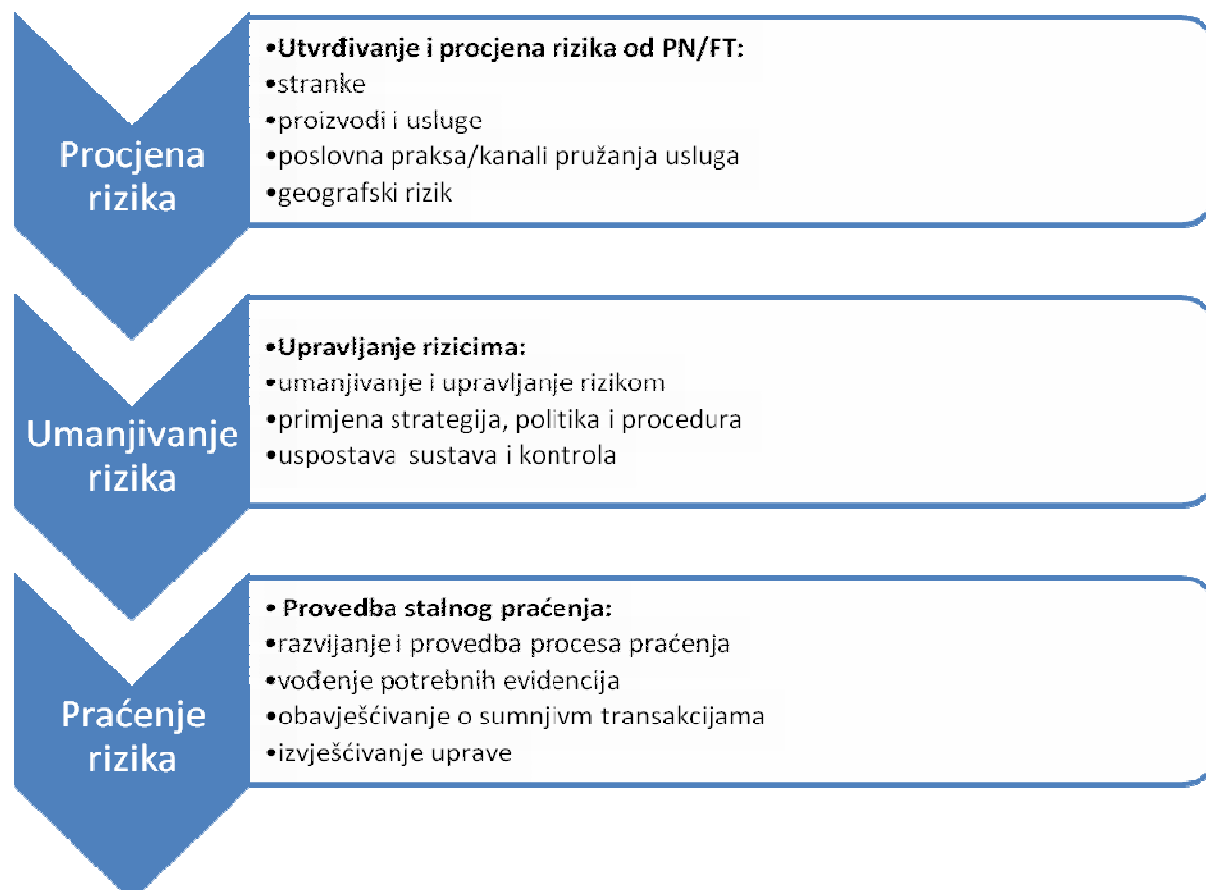 Procjena
rizika
•Utvrđivanje i procjena rizika od PN/FT:
•stranke
•proizvodi i usluge
•poslovna praksa/kanali pružanja usluga
•geografski rizik
Umanjivanje
rizika
•Upravljanje rizicima:
•umanjivanje i upravljanje rizikom
•primjena strategija, politika i procedura
•uspostava sustava i kontrola
Praćenje
rizika
• Provedba stalnog praćenja:
•razvijanje i provedba procesa praćenja
•vođenje potrebnih evidencija
•obavješćivanje o sumnjivm transakcijama
•izvješćivanje uprave